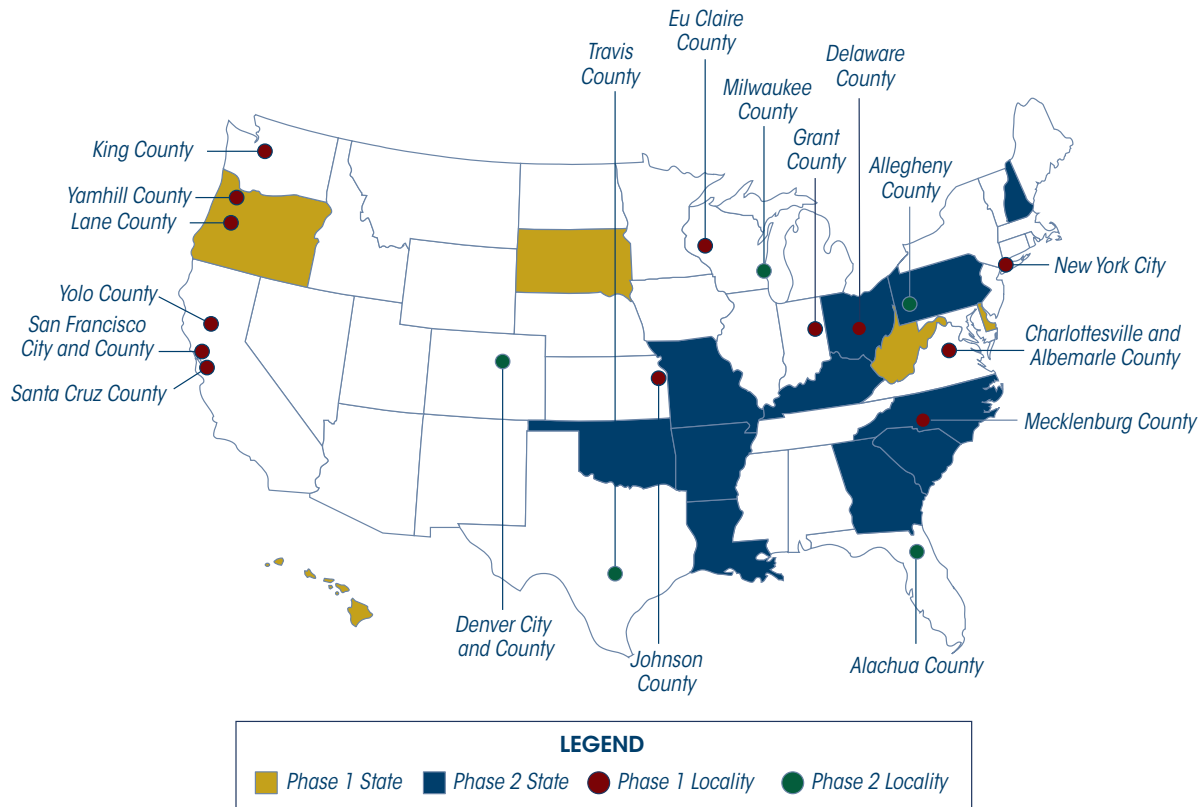 Eu Claire
County
Travis
County
Delaware
County
Milwaukee
County
Grant
County
Allegheny
County
King County
Yamhill County
Lane County
New York City
Yolo County
San Francisco
City and County
Santa Cruz County
Charlottesville and
Albemarle County
Mecklenburg County
Denver City
and County
Johnson
County
Alachua County
LEGEND
Phase 1 State
Phase 2 State
Phase 1 Locality
Phase 2 Locality